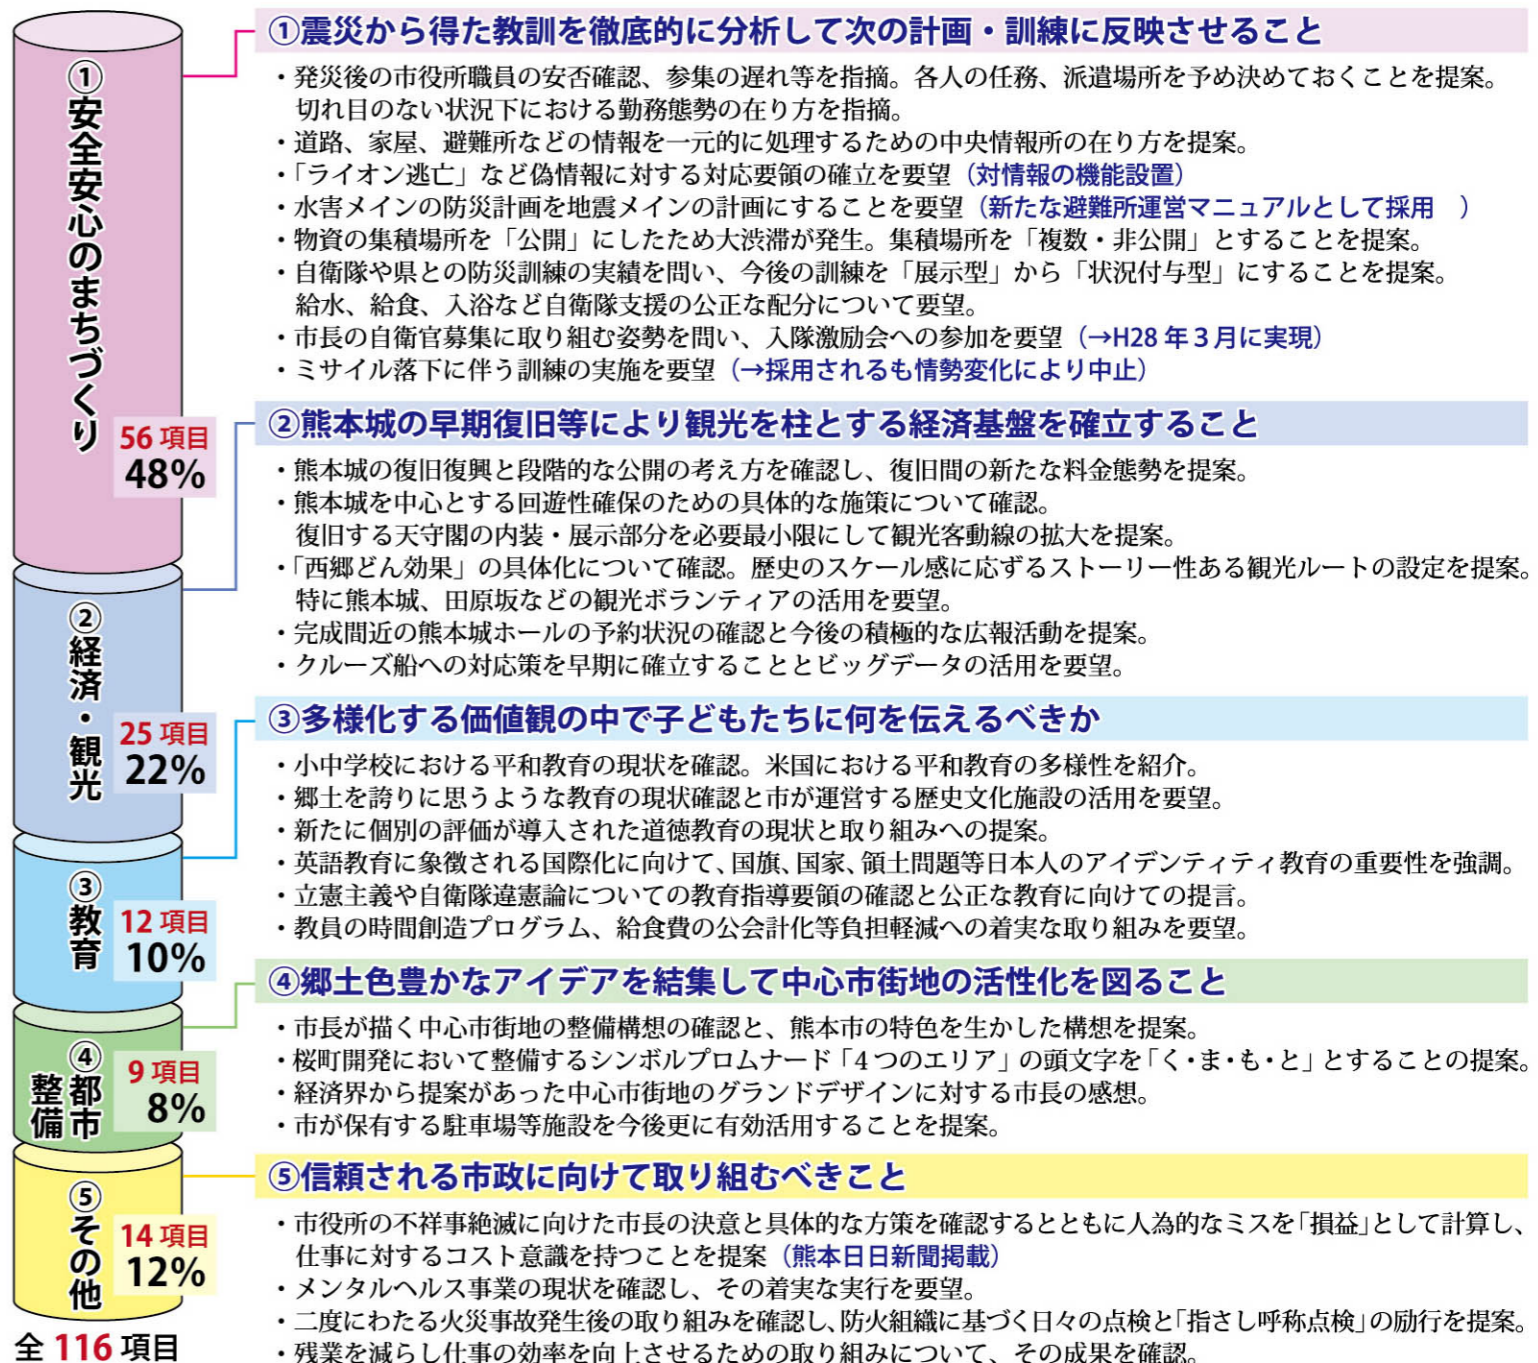 ①安全安心のまちづくり
56 項目
48%
①震災から得た教訓を徹底的に分析して次の計画・訓練に反映させること
・発災後の市役所職員の安否確認、参集の遅れ等を指摘。各人の任務、派遣場所を予め決めておくことを提案。
切れ目のない状況下における勤務態勢の在り方を指摘。
・道路、家屋、避難所などの情報を一元的に処理するための中央情報所の在り方を提案。
・「ライオン逃亡」など偽情報に対する対応要領の確立を要望（対情報の機能設置）
・水害メインの防災計画を地震メインの計画にすることを要望（新たな避難所運営マニュアルとして採用　）
・物資の集積場所を「公開」にしたため大渋滞が発生。集積場所を「複数・非公開」とすることを提案。
・自衛隊や県との防災訓練の実績を問い、今後の訓練を「展示型」から「状況付与型」にすることを提案。
給水、給食、入浴など自衛隊支援の公正な配分について要望。
・市長の自衛官募集に取り組む姿勢を問い、入隊激励会への参加を要望（→H28 年３月に実現）
・ミサイル落下に伴う訓練の実施を要望（→採用されるも情勢変化により中止）
②経済・観光
25 項目
22%
②熊本城の早期復旧等により観光を柱とする経済基盤を確立すること
・熊本城の復旧復興と段階的な公開の考え方を確認し、復旧間の新たな料金態勢を提案。
・熊本城を中心とする回遊性確保のための具体的な施策について確認。
復旧する天守閣の内装・展示部分を必要最小限にして観光客動線の拡大を提案。
・「西郷どん効果」の具体化について確認。歴史のスケール感に応ずるストーリー性ある観光ルートの設定を提案。
特に熊本城、田原坂などの観光ボランティアの活用を要望。
・完成間近の熊本城ホールの予約状況の確認と今後の積極的な広報活動を提案。
・クルーズ船への対応策を早期に確立することとビッグデータの活用を要望。
③教育
12 項目
10%
③多様化する価値観の中で子どもたちに何を伝えるべきか
・小中学校における平和教育の現状を確認。米国における平和教育の多様性を紹介。
・郷土を誇りに思うような教育の現状確認と市が運営する歴史文化施設の活用を要望。
・新たに個別の評価が導入された道徳教育の現状と取り組みへの提案。
・英語教育に象徴される国際化に向けて、国旗、国家、領土問題等日本人のアイデンティティ教育の重要性を強調。
・立憲主義や自衛隊違憲論についての教育指導要領の確認と公正な教育に向けての提言。
・教員の時間創造プログラム、給食費の公会計化等負担軽減への着実な取り組みを要望。
④都市
整備
9 項目
8%
④郷土色豊かなアイデアを結集して中心市街地の活性化を図ること
・市長が描く中心市街地の整備構想の確認と、熊本市の特色を生かした構想を提案。
・桜町開発において整備するシンボルプロムナード「４つのエリア」の頭文字を「く・ま・も・と」とすることの提案。
・経済界から提案があった中心市街地のグランドデザインに対する市長の感想。
・市が保有する駐車場等施設を今後更に有効活用することを提案。
⑤その他
14 項目
12%
全 116 項目
⑤信頼される市政に向けて取り組むべきこと
・市役所の不祥事絶滅に向けた市長の決意と具体的な方策を確認するとともに人為的なミスを「損益」として計算し、
仕事に対するコスト意識を持つことを提案（熊本日日新聞掲載）
・メンタルヘルス事業の現状を確認し、その着実な実行を要望。
・二度にわたる火災事故発生後の取り組みを確認し、防火組織に基づく日々の点検と「指さし呼称点検」の励行を提案。
・残業を減らし仕事の効率を向上させるための取り組みについて、その成果を確認。